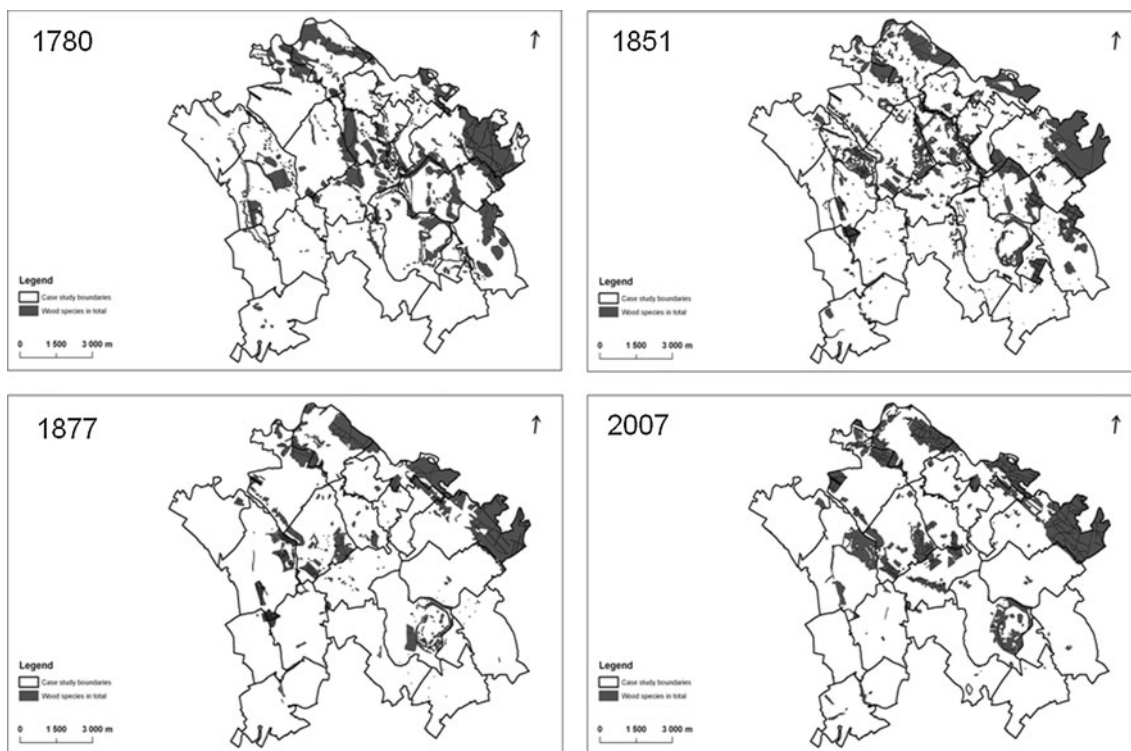 1780
Legend
Case study boundaries
Wood species in total
0 1 500 3 000 m
1851
Legend
Case study boundaries
Wood species in total
0 1 500 3 000 m
1877
Legend
Case study boundaries
Wood species in total
0 1 500 3 000 m
2007
Legend
Case study boundaries
Wood species in total
0 1 500 3 000 m